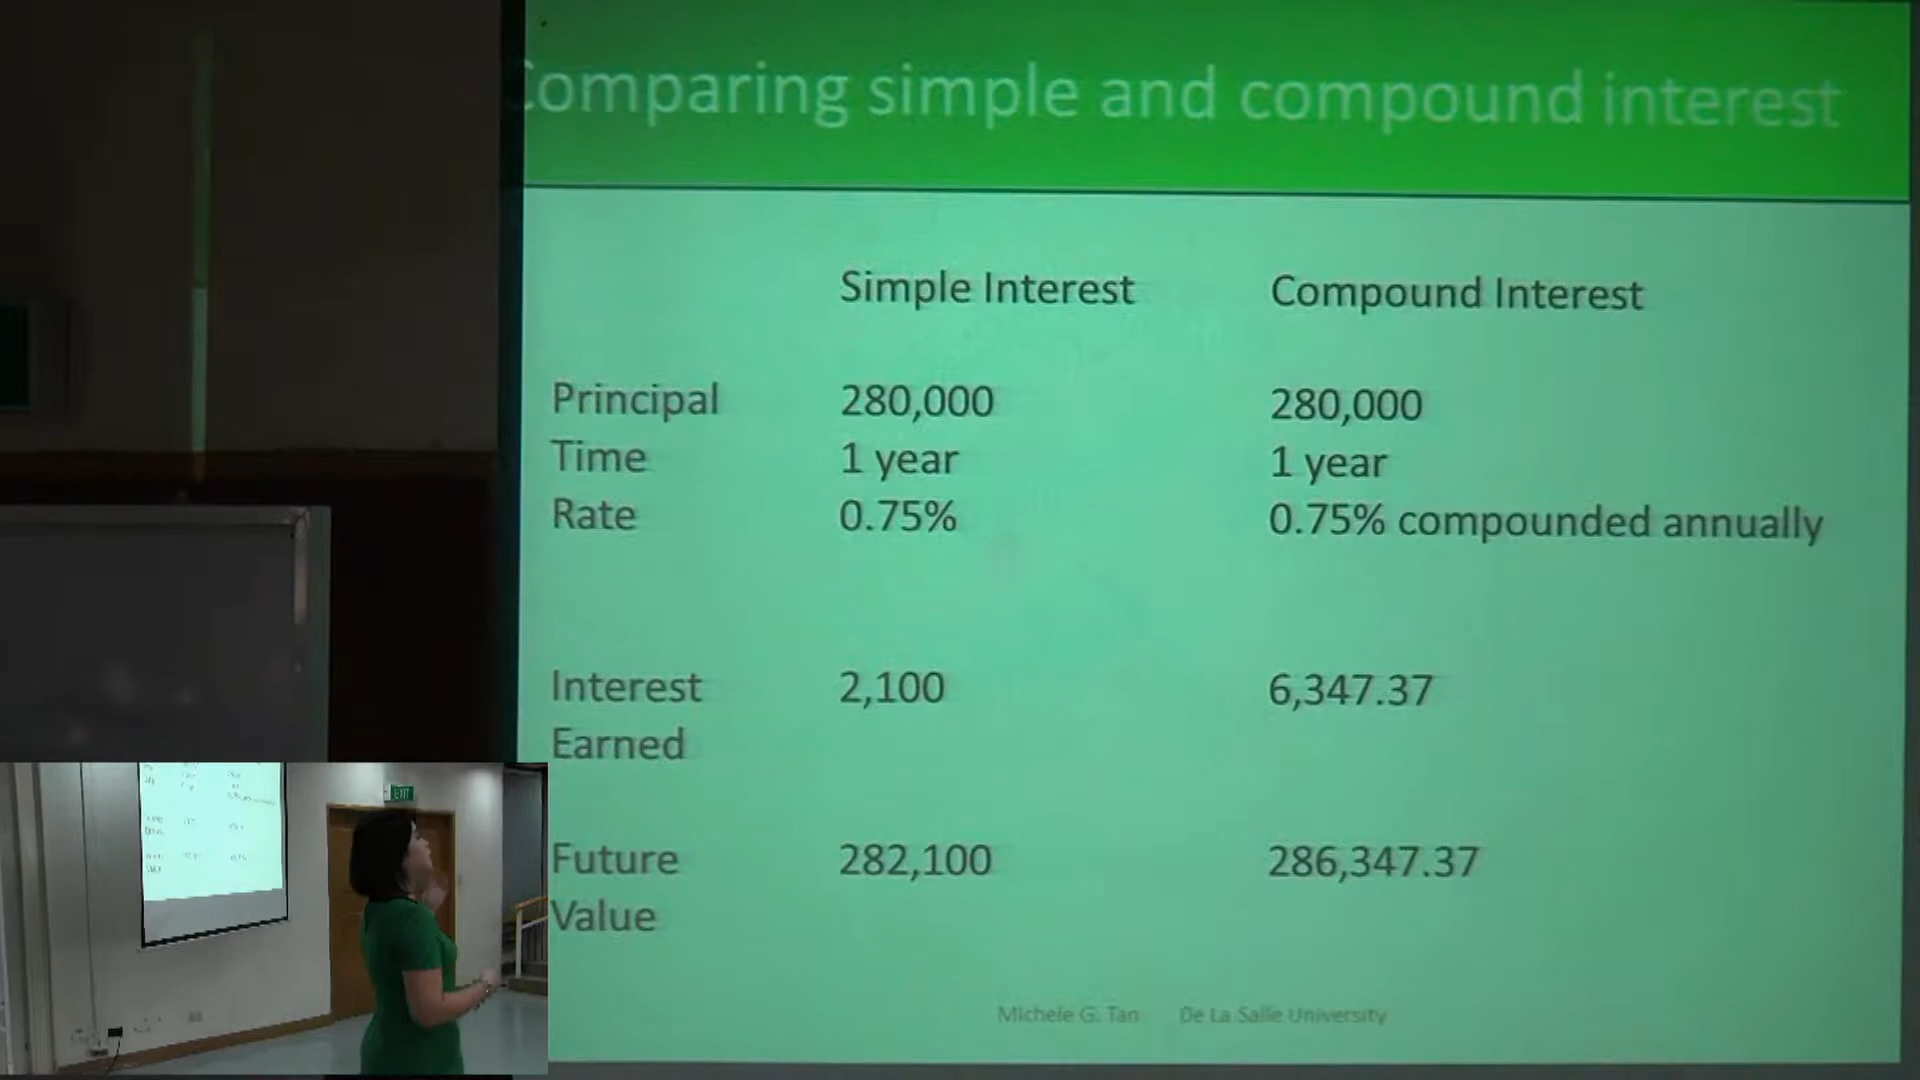 Comparing simple and compound interest
Simple Interest Compound Interest
Principal 280,000 280,000
Time 1 year 1 year
Rate 0.75% 0.75% compounded annually
Interest 2,100 6,347.37
Earned
Future 282,100 286,347.37
Value
Michele G. Tan De La Salle University
EXIT